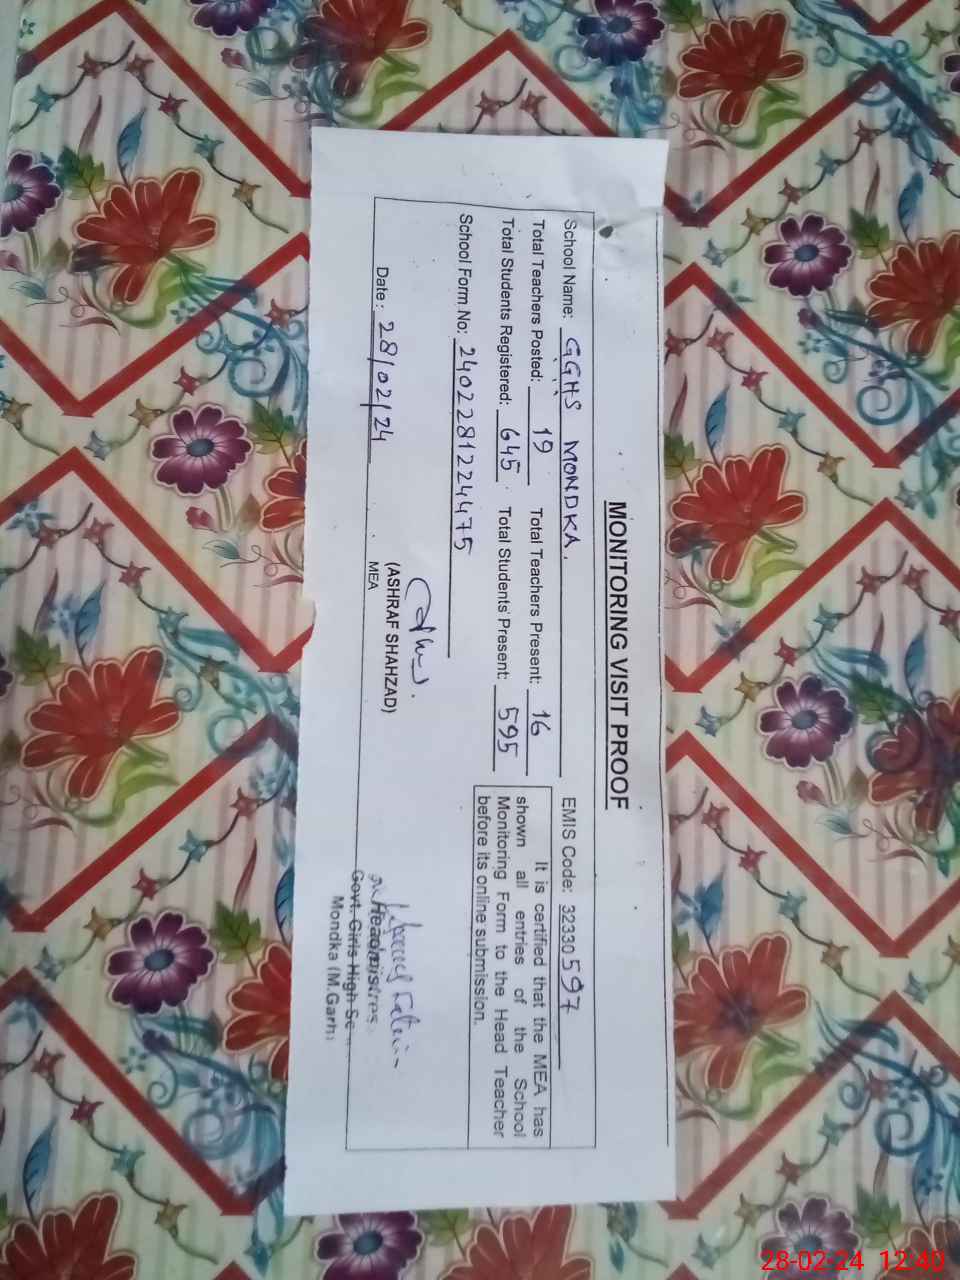 MONITORING VISIT PROOF
School Name: GGHS MONDKA. EMIS Code: 32330597
Total Teachers Posted: 19 Total Teachers Present: 16
Total Students Registered: 645 Total Students Present: 595
It is certified that the MEA has
shown all entries of the School
Monitoring Form to the Head Teacher
before its online submission.
School Form No: 2402281224475
Date: 28/02/24
(ASHRAF SHAHZAD)
MEA
Headmistress
Govt. Girls High Sc
Mondka (M.Garh)
28-02-24 12:40